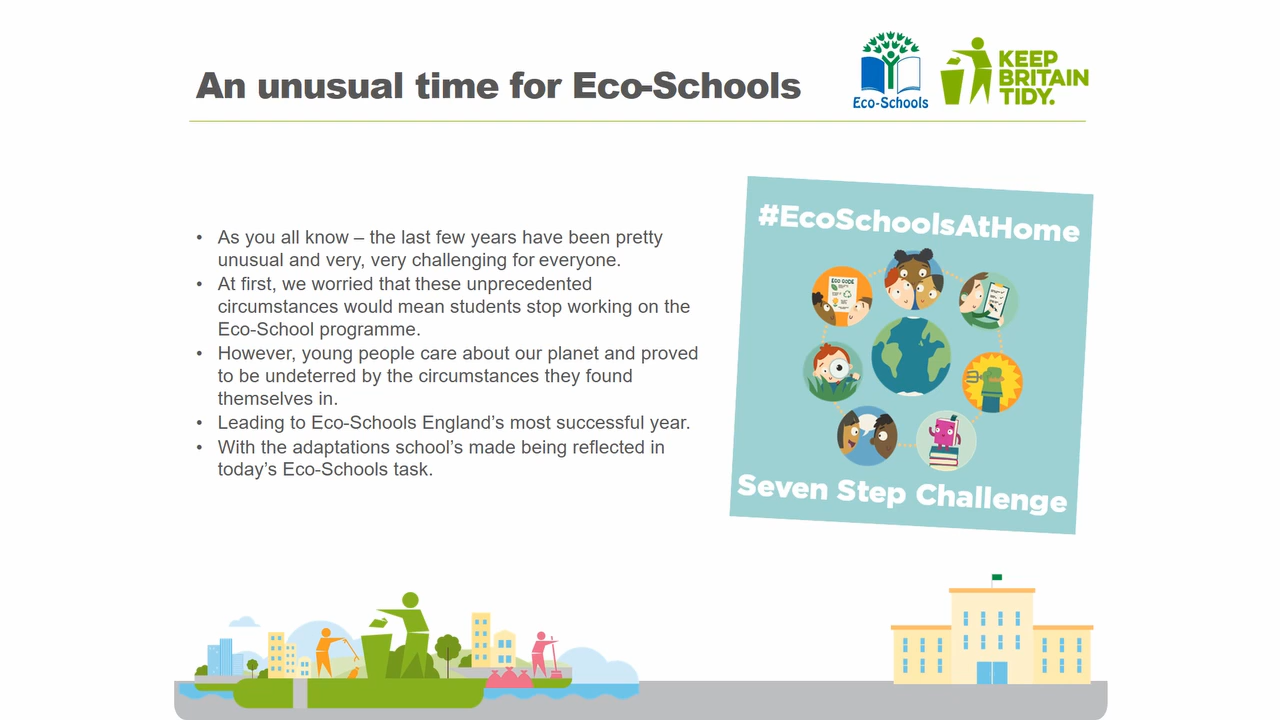 An unusual time for Eco-Schools
Eco-Schools
KEEP
BRITAIN
TIDY.
• As you all know – the last few years have been pretty
unusual and very, very challenging for everyone.
• At first, we worried that these unprecedented
circumstances would mean students stop working on the
Eco-School programme.
• However, young people care about our planet and proved
to be undeterred by the circumstances they found
themselves in.
• Leading to Eco-Schools England’s most successful year.
• With the adaptations school’s made being reflected in
today’s Eco-Schools task.
#EcoSchoolsAtHome
ECO CODE
Seven Step Challenge